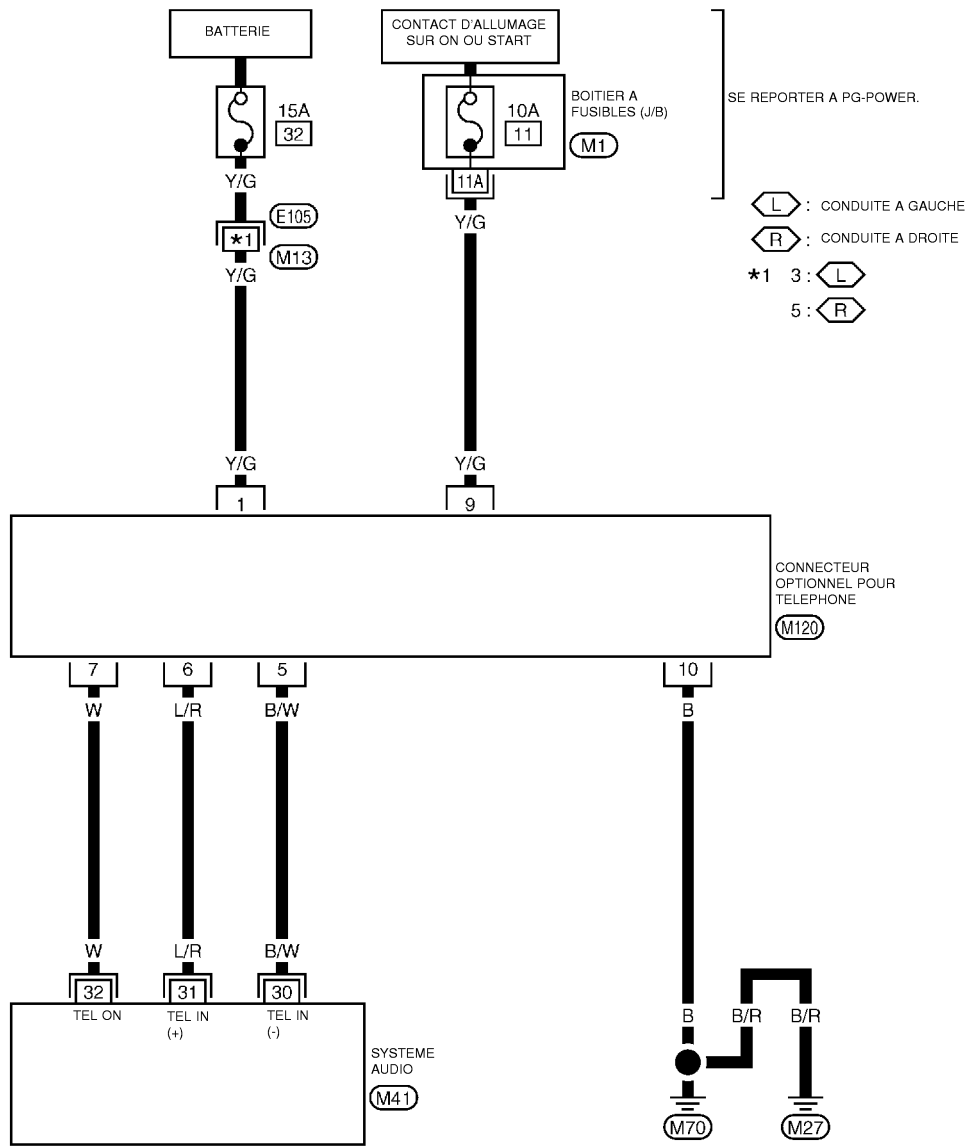 BATTERIE
CONTACT D'ALLUMAGE
SUR ON OU START
15A
32
10A
11
BOITIER A
FUSIBLES (J/B)
M1
SE REPORTER A PG-POWER.
Y/G
11A
Y/G
E105
*1
M13
Y/G
L : CONDUITE A GAUCHE
R : CONDUITE A DROITE
*1 3 : L
5 : R
Y/G
Y/G
1
9
CONNECTEUR
OPTIONNEL POUR
TELEPHONE
M120
7
6
5
10
W
L/R
B/W
B
W
L/R
B/W
32
31
30
TEL ON
TEL IN
(+)
TEL IN
(-)
B
B/R
B/R
SYSTEME
AUDIO
M41
M70
M27